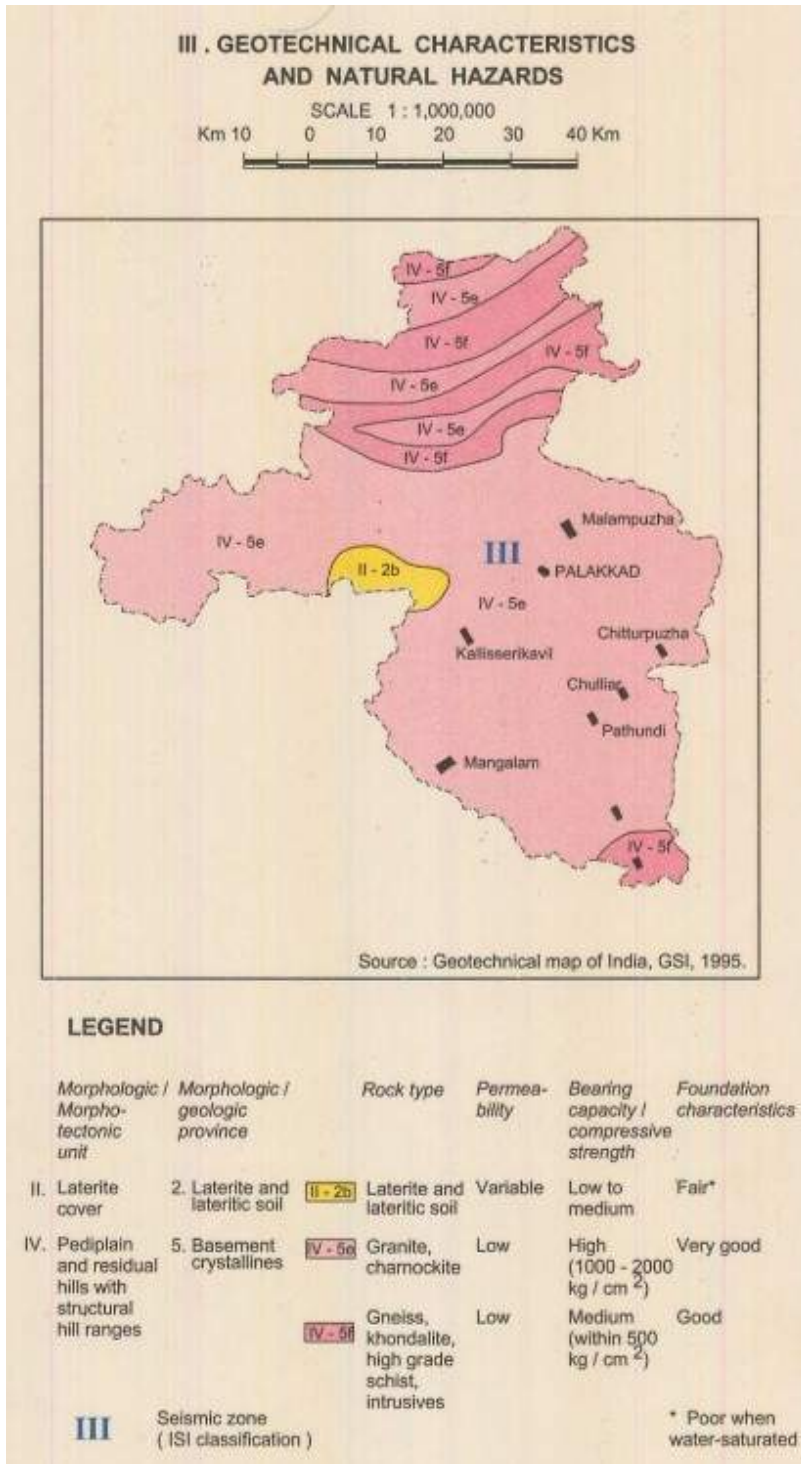 III . GEOTECHNICAL CHARACTERISTICS
AND NATURAL HAZARDS
SCALE 1 : 1,000,000
Km 10 0 10 20 30 40 Km
IV - 5f
IV - 5e
IV - 5f
IV - 5f
IV - 5e
IV - 5e
IV - 5f
Malampuzha
IV - 5e
III
II - 2b
PALAKKAD
IV - 5e
Chitturpuzha
Kallisserikavil
Chulliar
Pathundi
Mangalam
IV - 5f
Source : Geotechnical map of India, GSI, 1995.
LEGEND
Morphologic / Morphologic / Rock type Permea- Bearing Foundation
Morpho- geologic bility capacity / characteristics
tectonic province compressive
unit strength
II. Laterite 2. Laterite and II - 2b Laterite and Variable Low to Fair*
cover lateritic soil lateritic soil medium
IV. Pediplain 5. Basement IV - 5e Granite, Low High Very good
and residual crystallines charnockite (1000 - 2000
hills with kg / cm 2)
structural
hill ranges
IV - 5f Gneiss, Low Medium Good
khondalite, (within 500
high grade kg / cm 2)
schist,
intrusives
III Seismic zone * Poor when
( ISI classification ) water-saturated